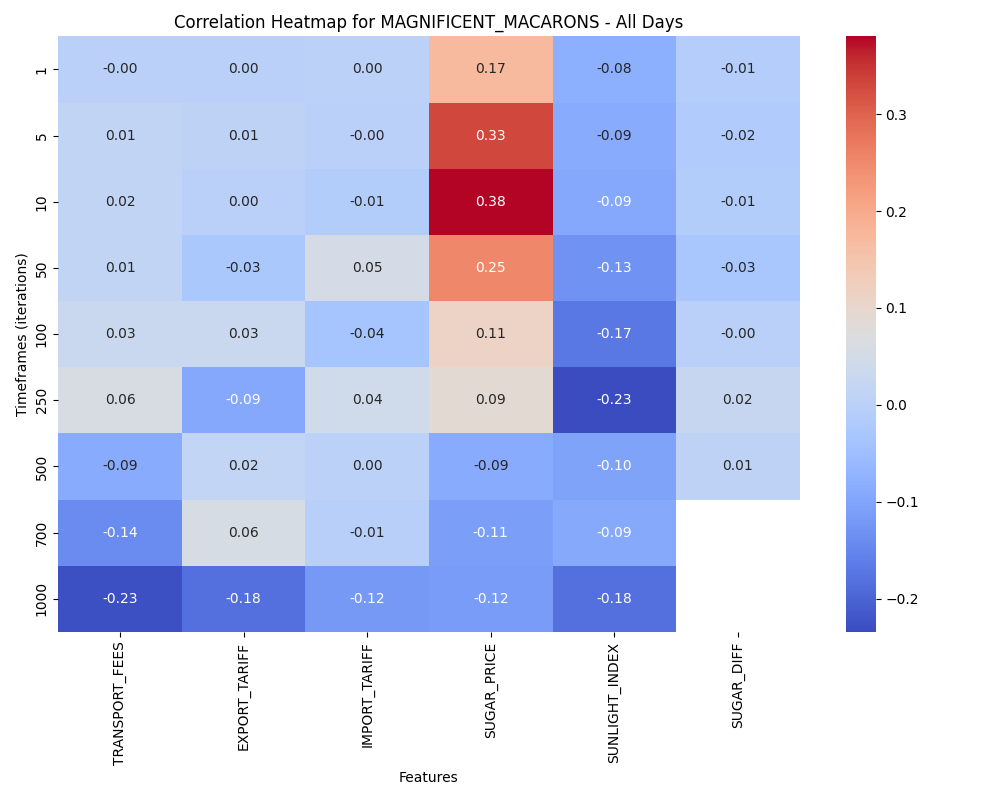 Correlation Heatmap for MAGNIFICENT_MACARONS - All Days
Timeframes (iterations)
1 -0.00 0.00 0.00 0.17 -0.08 -0.01
5 0.01 0.01 -0.00 0.33 -0.09 -0.02
10 0.02 0.00 -0.01 0.38 -0.09 -0.01
50 0.01 -0.03 0.05 0.25 -0.13 -0.03
100 0.03 0.03 -0.04 0.11 -0.17 -0.00
250 0.06 -0.09 0.04 0.09 -0.23 0.02
500 -0.09 0.02 0.00 -0.09 -0.10 0.01
700 -0.14 0.06 -0.01 -0.11 -0.09
1000 -0.23 -0.18 -0.12 -0.12 -0.18
TRANSPORT_FEES
EXPORT_TARIFF
IMPORT_TARIFF
SUGAR_PRICE
SUNLIGHT_INDEX
SUGAR_DIFF
Features
0.3
0.2
0.1
0.0
−0.1
−0.2